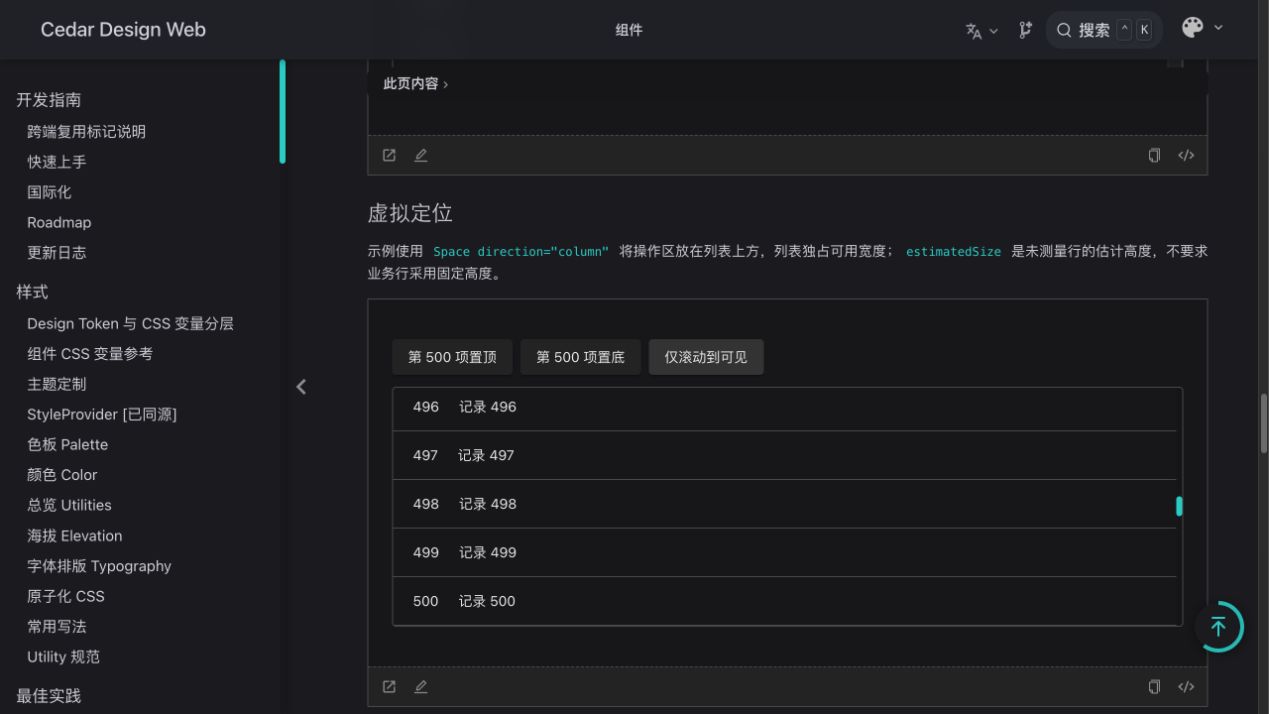 Cedar Design Web
组件
搜索 ^ K
开发指南
跨端复用标记说明
快速上手
国际化
Roadmap
更新日志
样式
Design Token 与 CSS 变量分层
组件 CSS 变量参考
主题定制
StyleProvider [已同源]
色板 Palette
颜色 Color
总览 Utilities
海拔 Elevation
字体排版 Typography
原子化 CSS
常用写法
Utility 规范
最佳实践
此页内容 ›
虚拟定位
示例使用 Space direction="column" 将操作区放在列表上方，列表独占可用宽度； estimatedSize 是未测量行的估计高度，不要求
业务行采用固定高度。
第 500 项置顶
第 500 项置底
仅滚动到可见
496 记录 496
497 记录 497
498 记录 498
499 记录 499
500 记录 500